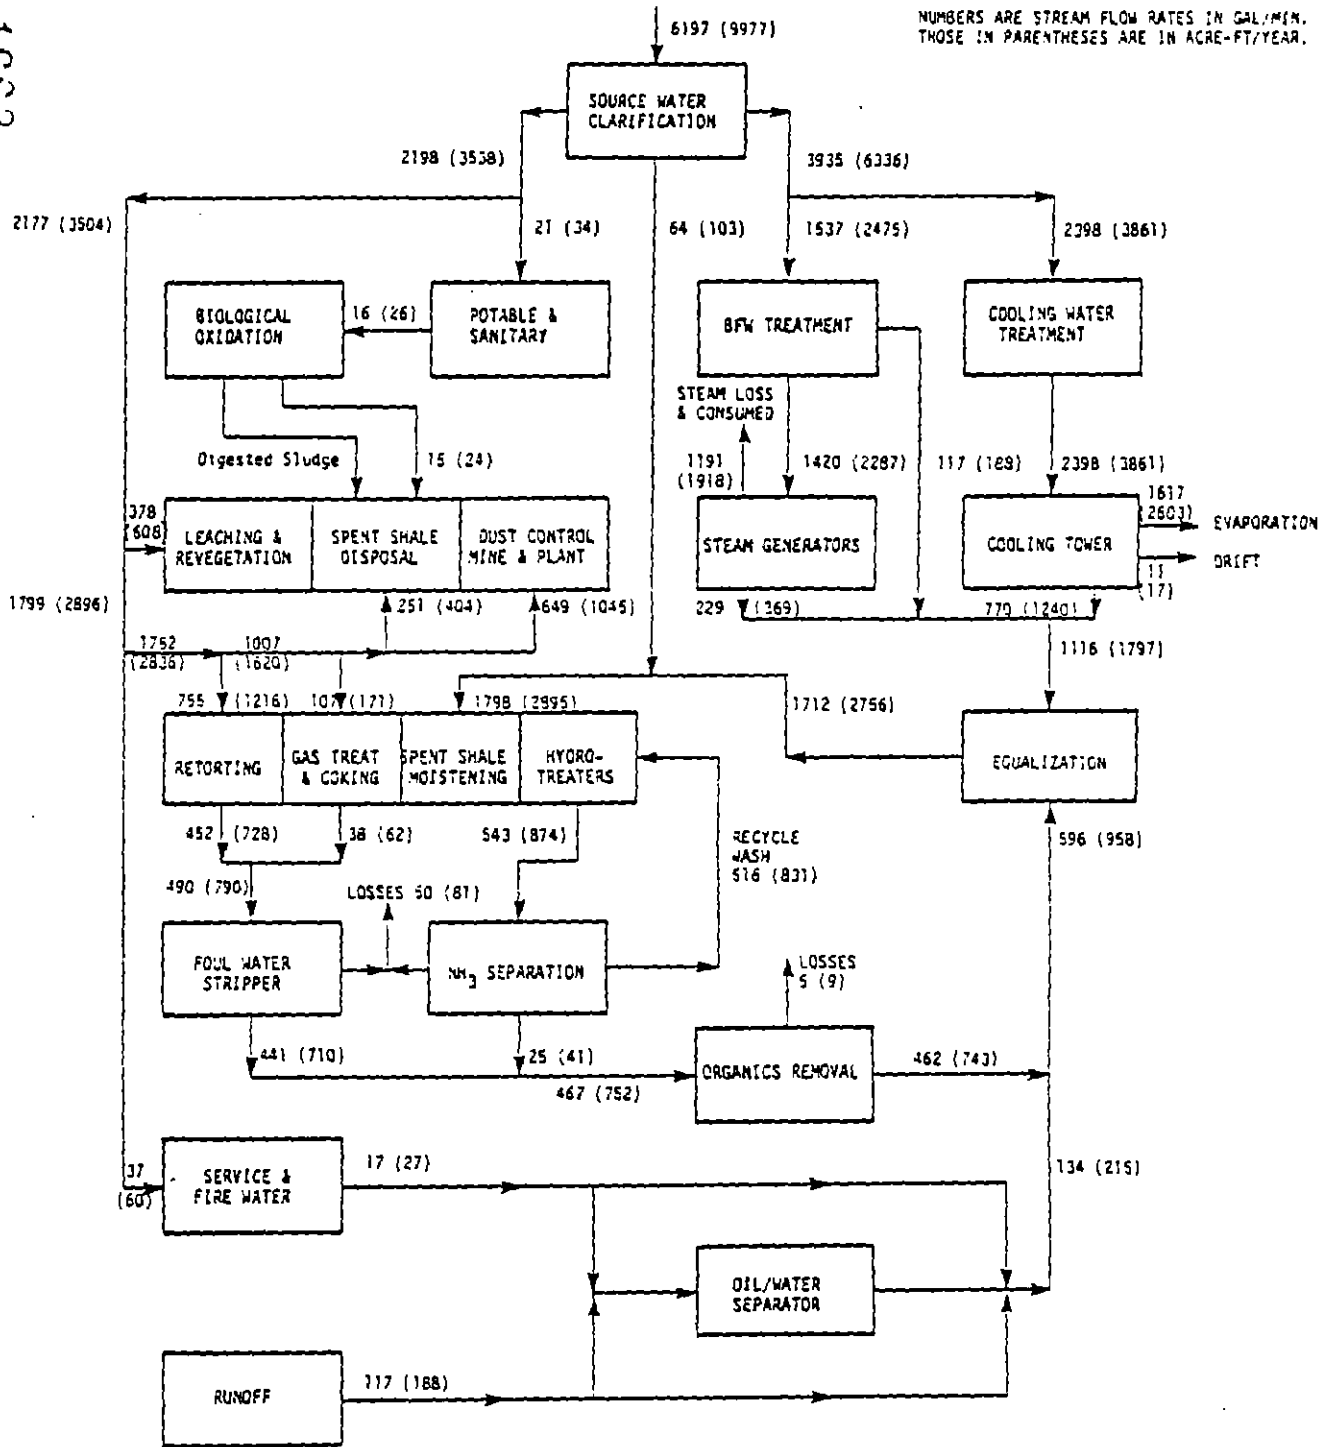 NUMBERS ARE STREAM FLOW RATES IN GAL/MIN.
THOSE IN PARENTHESES ARE IN ACRE-FT/YEAR.
6197 (9977)
SOURCE WATER
CLARIFICATION
2198 (3538)
3935 (6336)
2177 (3504)
21 (34)
64 (103)
1537 (2475)
2398 (3861)
BIOLOGICAL
OXIDATION
16 (26)
POTABLE &
SANITARY
BFW TREATMENT
COOLING WATER
TREATMENT
STEAM LOSS
& CONSUMED
Digested Sludge
15 (24)
1191
(1918)
1420 (2287)
117 (188)
2398 (3861)
1617
(2603)
EVAPORATION
378
(608)
LEACHING &
REVEGETATION
SPENT SHALE
DISPOSAL
DUST CONTROL
MINE & PLANT
STEAM GENERATORS
COOLING TOWER
DRIFT
11
(17)
1799 (2896)
251 (404)
649 (1045)
229 (369)
770 (1240)
1752
(2836)
1007
(1620)
1116 (1797)
755 (1216)
107 (171)
1798 (2895)
1712 (2756)
RETORTING
GAS TREAT
& COKING
SPENT SHALE
MOISTENING
HYDRO-
TREATERS
EQUALIZATION
452 (728)
38 (62)
543 (874)
RECYCLE
WASH
516 (831)
596 (958)
490 (790)
LOSSES 50 (81)
FOUL WATER
STRIPPER
NH3 SEPARATION
LOSSES
5 (9)
441 (710)
25 (41)
ORGANICS REMOVAL
462 (743)
467 (752)
37
(60)
SERVICE &
FIRE WATER
17 (27)
134 (215)
OIL/WATER
SEPARATOR
RUNOFF
117 (188)